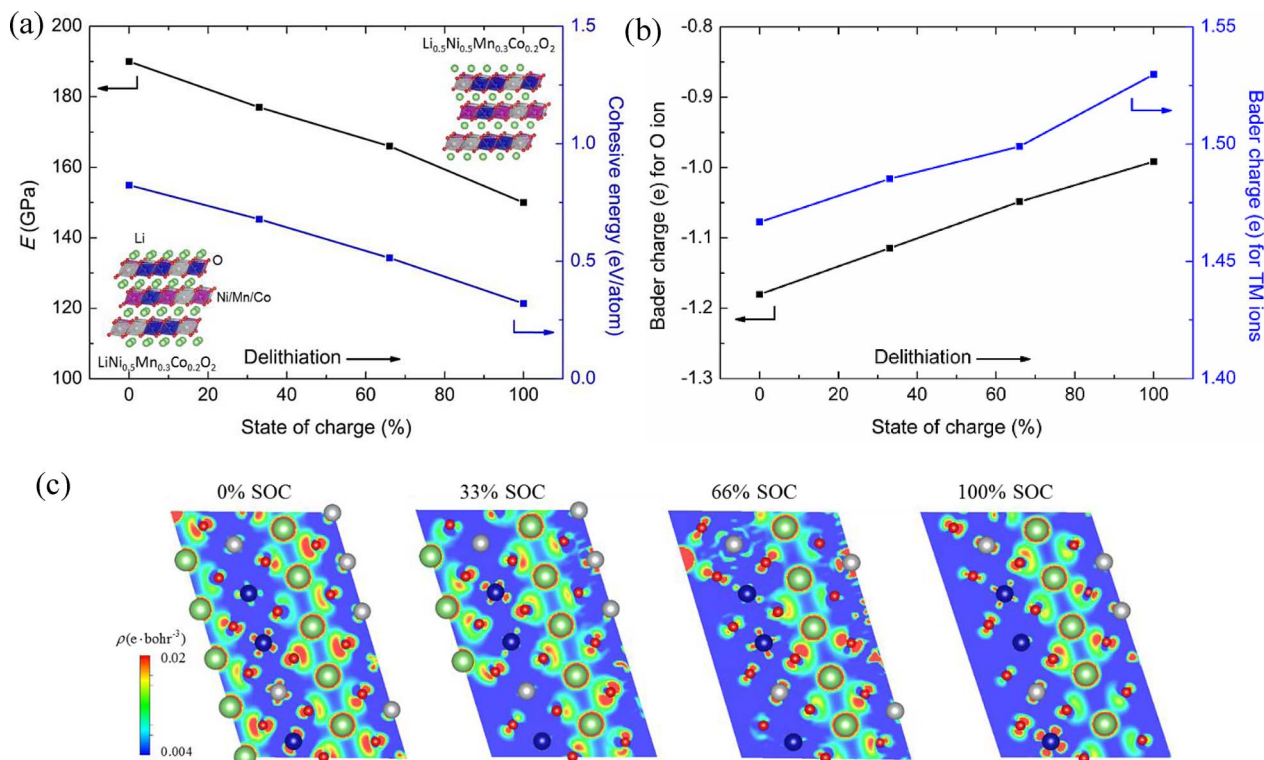 (a)
200
180
160
140
120
100
E (GPa)
0
20
40
60
80
100
State of charge (%)
1.5
1.0
0.5
0.0
Cohesive energy (eV/atom)
Li0.5Ni0.5Mn0.3Co0.2O2
Li
O
Ni/Mn/Co
LiNi0.5Mn0.3Co0.2O2
Delithiation
(b)
-0.8
-0.9
-1.0
-1.1
-1.2
-1.3
Bader charge (e) for O ion
0
20
40
60
80
100
State of charge (%)
1.55
1.50
1.45
1.40
Bader charge (e) for TM ions
Delithiation
(c)
0% SOC
33% SOC
66% SOC
100% SOC
ρ(e·bohr⁻³)
0.02
0.004